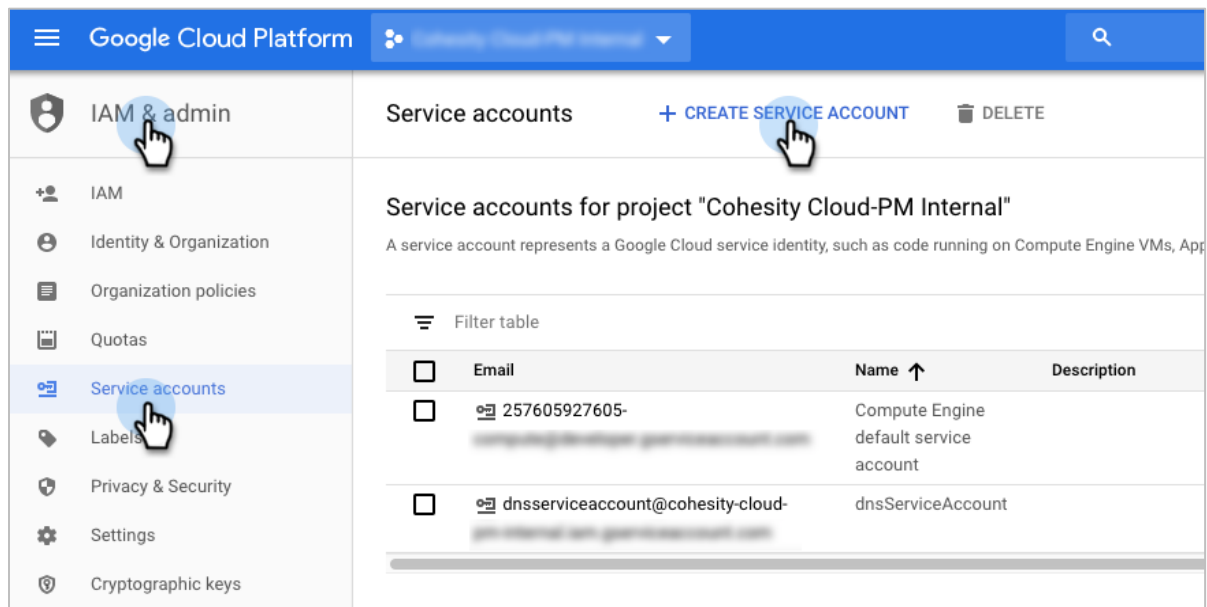 Google Cloud Platform
IAM & admin
Service accounts
+ CREATE SERVICE ACCOUNT
DELETE
IAM
Identity & Organization
Organization policies
Quotas
Service accounts
Labels
Privacy & Security
Settings
Cryptographic keys
Service accounts for project "Cohesity Cloud-PM Internal"
A service account represents a Google Cloud service identity, such as code running on Compute Engine VMs, App
Filter table
Email
Name
Description
257605927605-
Compute Engine
default service
account
dnsserviceaccount@cohesity-cloud-
dnsServiceAccount